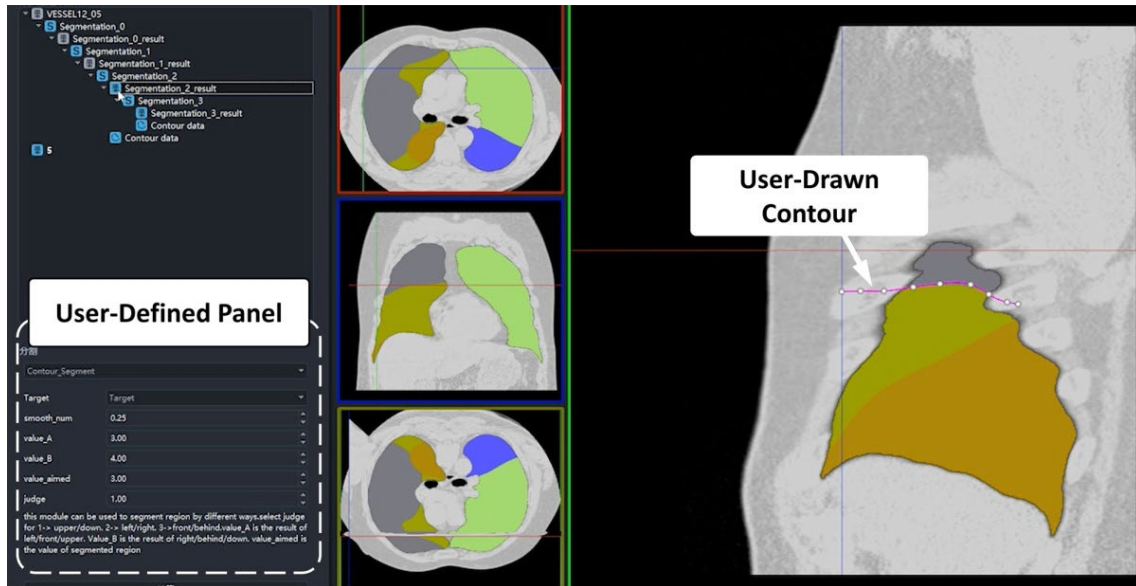 VESSEL12_05
Segmentation_0
Segmentation_0_result
Segmentation_1
Segmentation_1_result
Segmentation_2
Segmentation_2_result
Segmentation_3
Segmentation_3_result
Contour data
Contour data
5
User-Defined Panel
分割
Contour_Segment
Target Target
smooth_num 0.25
value_A 3.00
value_B 4.00
value_aimed 3.00
judge 1.00
this module can be used to segment region by different ways.select judge
for 1-> upper/down. 2-> left/right. 3->front/behind.value_A is the result of
left/front/upper. Value_B is the result of right/behind/down. value_aimed is
the value of segmented region
User-Drawn
Contour